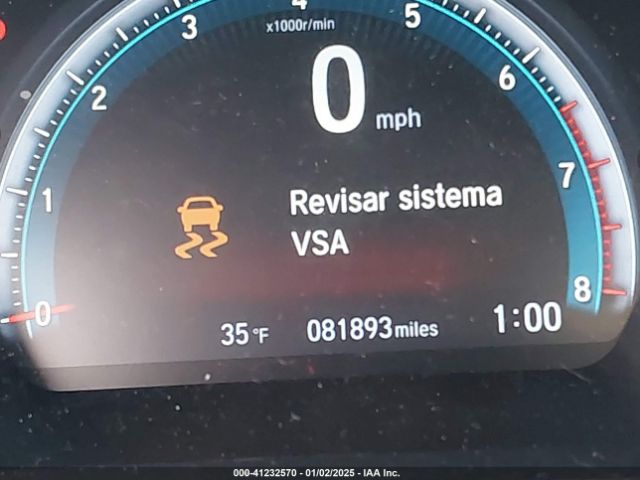 4
3
5
x1000r/min
2
6
0 mph
1
7
Revisar sistema
VSA
8
0
35°F 081893miles 1:00
000-41232570 - 01/02/2025 - IAA Inc.